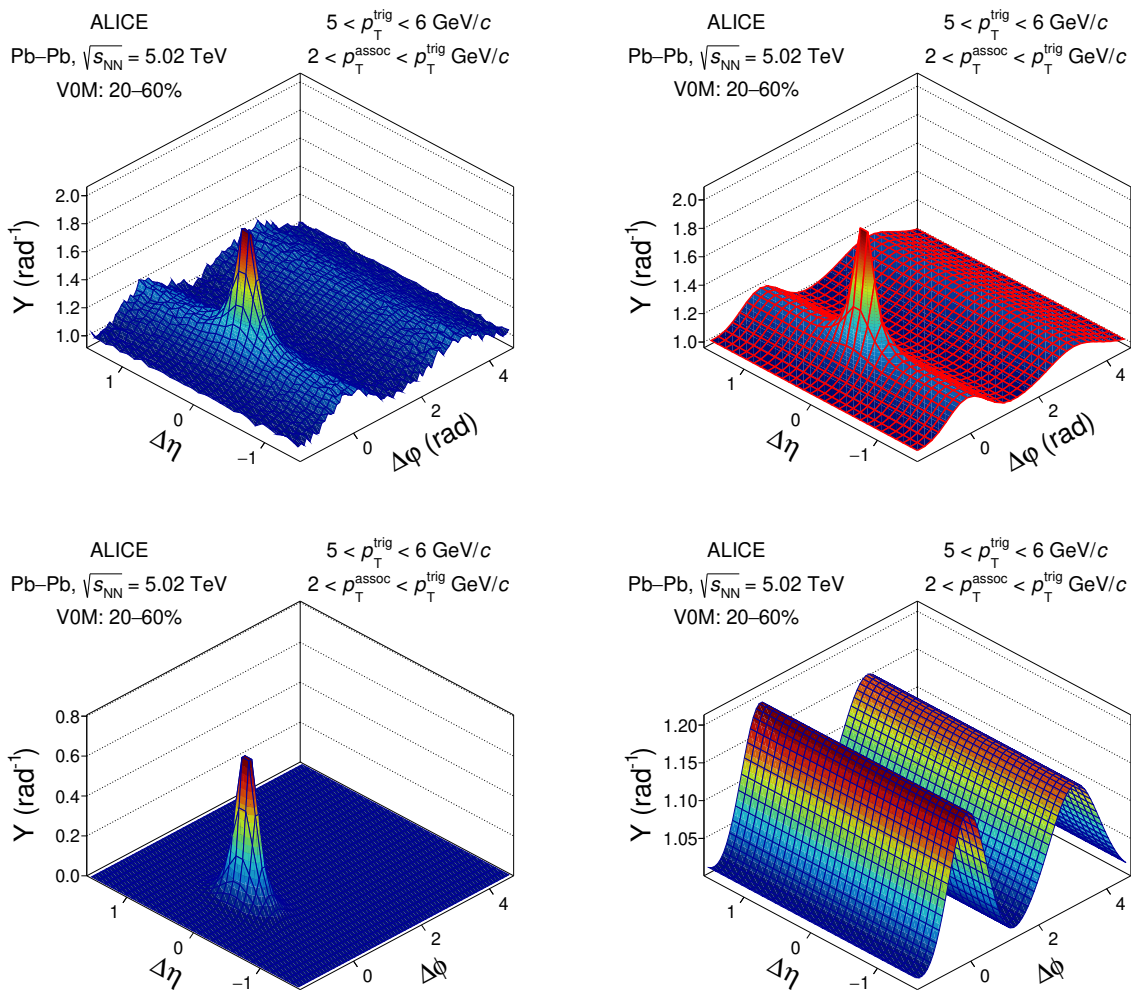 ALICE 5 < p_T^trig < 6 GeV/c
Pb–Pb, √s_NN = 5.02 TeV 2 < p_T^assoc < p_T^trig GeV/c
V0M: 20–60%
Y (rad⁻¹)
2.0
1.8
1.6
1.4
1.2
1.0
1
0
−1
Δη
0
2
4
Δφ (rad)
ALICE 5 < p_T^trig < 6 GeV/c
Pb–Pb, √s_NN = 5.02 TeV 2 < p_T^assoc < p_T^trig GeV/c
V0M: 20–60%
Y (rad⁻¹)
2.0
1.8
1.6
1.4
1.2
1.0
1
0
−1
Δη
0
2
4
Δφ (rad)
ALICE 5 < p_T^trig < 6 GeV/c
Pb–Pb, √s_NN = 5.02 TeV 2 < p_T^assoc < p_T^trig GeV/c
V0M: 20–60%
Y (rad⁻¹)
0.8
0.6
0.4
0.2
0.0
1
0
−1
Δη
0
2
4
Δϕ
ALICE 5 < p_T^trig < 6 GeV/c
Pb–Pb, √s_NN = 5.02 TeV 2 < p_T^assoc < p_T^trig GeV/c
V0M: 20–60%
Y (rad⁻¹)
1.20
1.15
1.10
1.05
1
0
−1
Δη
0
2
4
Δϕ